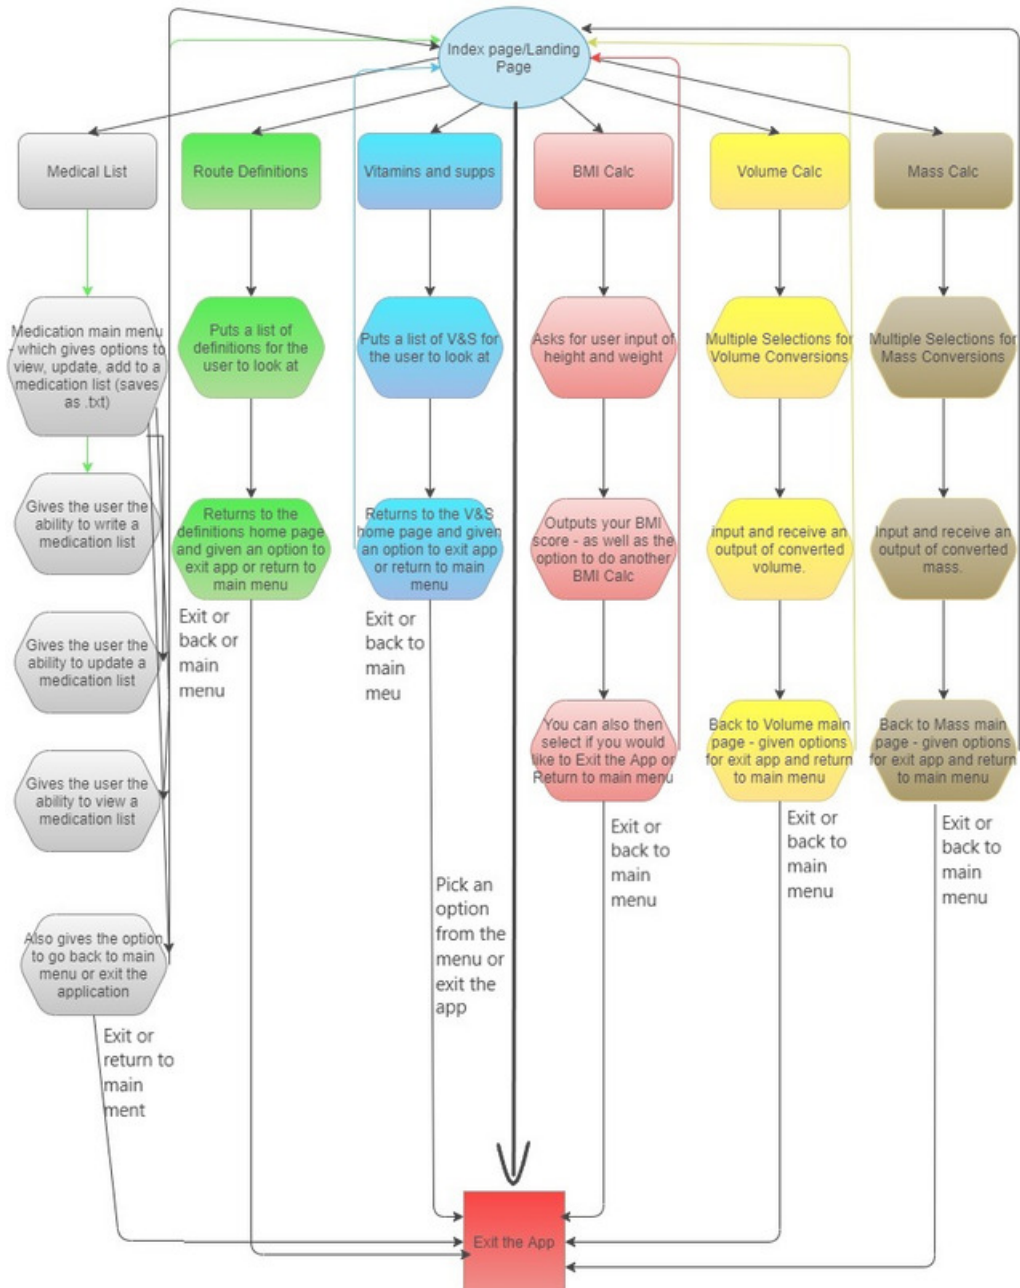 Index page/Landing
Page
Medical List
Route Definitions
Vitamins and supps
BMI Calc
Volume Calc
Mass Calc
Medication main menu
- which gives options to
view, update, add to a
medication list (saves
as .txt)
Puts a list of
definitions for the
user to look at
Puts a list of V&S for
the user to look at
Asks for user input of
height and weight
Multiple Selections for
Volume Conversions
Multiple Selections for
Mass Conversions
Gives the user the
ability to write a
medication list
Returns to the
definitions home page
and given an option to
exit app or return to
main menu
Returns to the V&S
home page and given
an option to exit app
or return to main
menu
Outputs your BMI
score - as well as the
option to do another
BMI Calc
input and receive an
output of converted
volume.
Input and receive an
output of converted
mass.
Gives the user the
ability to update a
medication list
Exit or
back or
main
menu
Exit or
back to
main
meu
Gives the user the
ability to view a
medication list
You can also then
select if you would
like to Exit the App or
Return to main menu
Back to Volume main
page - given options
for exit app and return
to main menu
Back to Mass main
page - given options
for exit app and return
to main menu
Exit or
back to
main
menu
Exit or
back to
main
menu
Exit or
back to
main
menu
Also gives the option
to go back to main
menu or exit the
application
Pick an
option
from the
menu or
exit the
app
Exit or
return to
main
ment
Exit the App